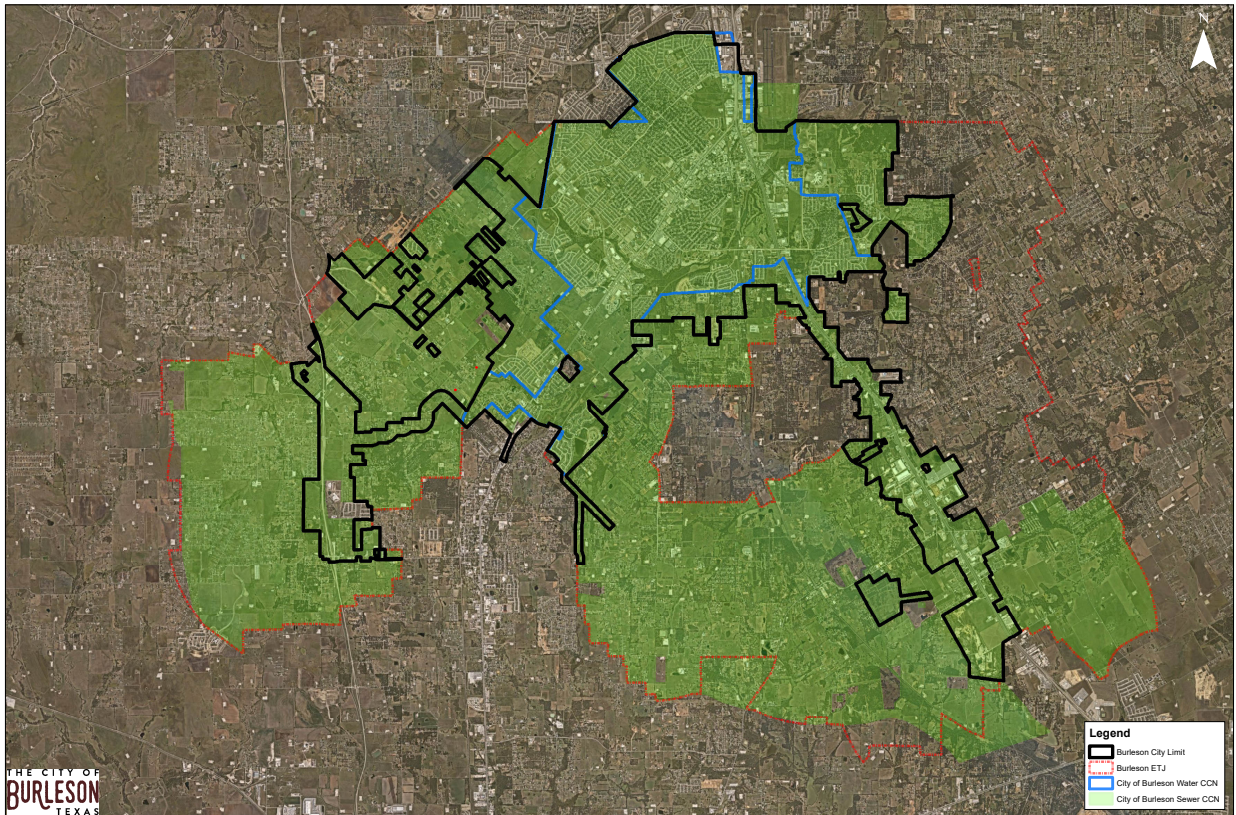 N
Legend
Burleson City Limit
Burleson ETJ
City of Burleson Water CCN
City of Burleson Sewer CCN
THE CITY OF
BURLESON
TEXAS